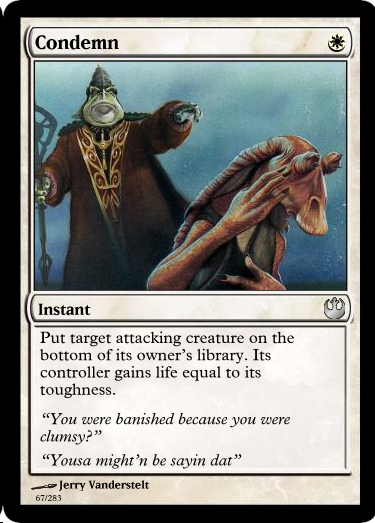 Condemn
Instant
Put target attacking creature on the
bottom of its owner's library. Its
controller gains life equal to its
toughness.
“You were banished because you were
clumsy?”
“Yousa might'n be sayin dat”
Jerry Vanderstelt
67/283